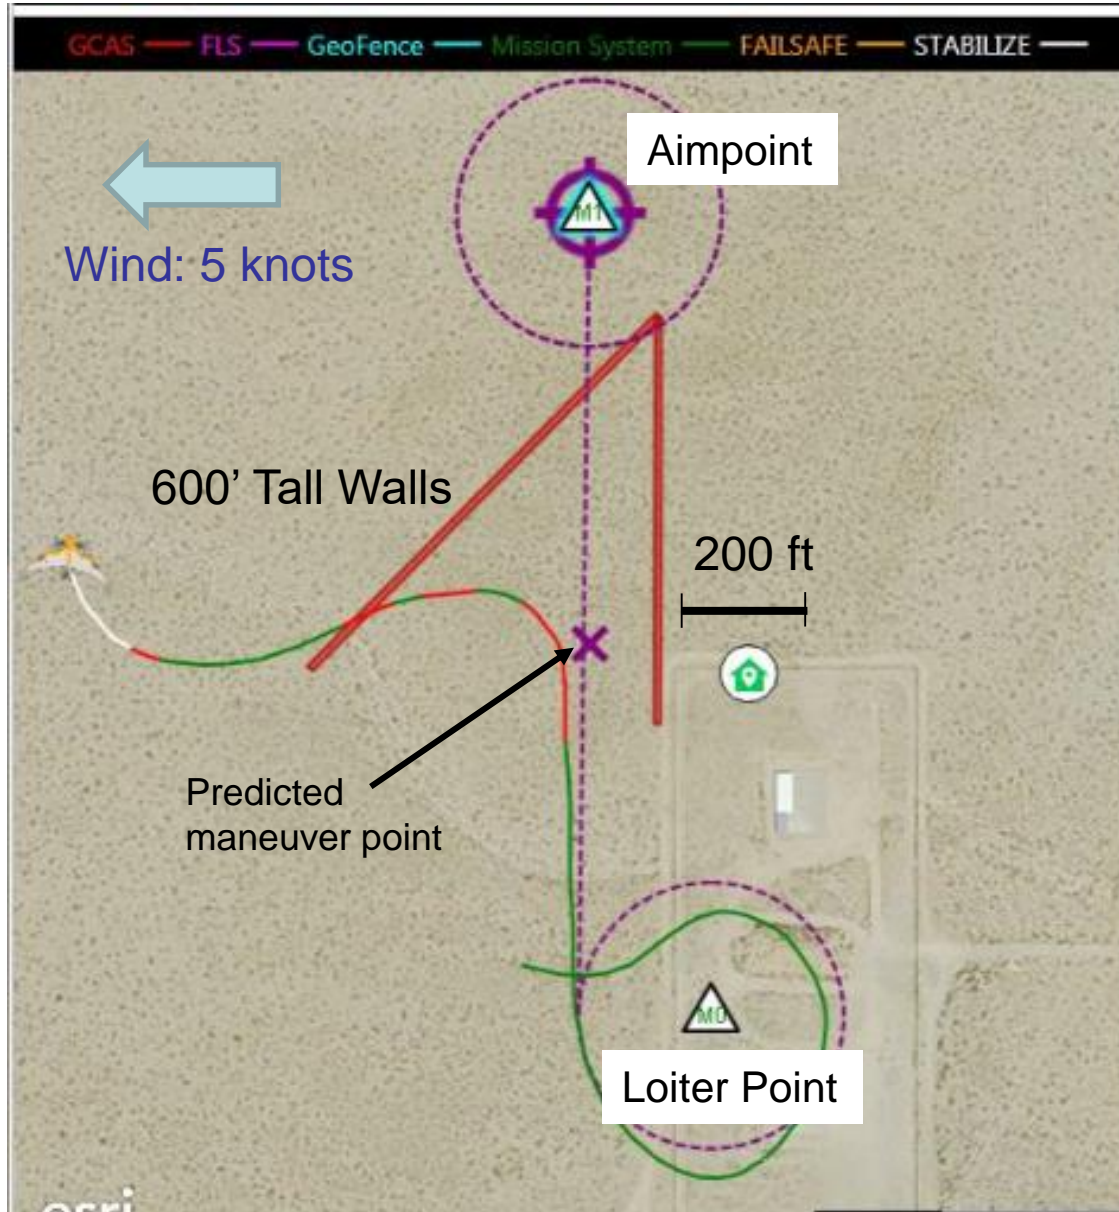 GCAS FLS GeoFence Mission System FAILSAFE STABILIZE
Aimpoint
M1
Wind: 5 knots
600' Tall Walls
200 ft
Predicted
maneuver point
M0
Loiter Point
esri